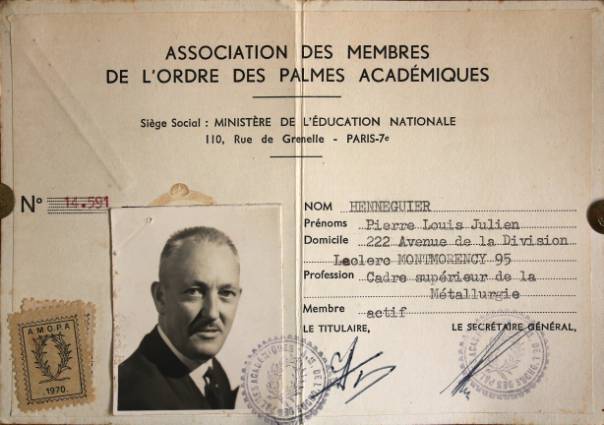 ASSOCIATION DES MEMBRES
DE L'ORDRE DES PALMES ACADÉMIQUES
Siège Social : MINISTÈRE DE L'ÉDUCATION NATIONALE
110, Rue de Grenelle - PARIS-7e
N° 14.591
NOM HENNEGUIER
Prénoms Pierre Louis Julien
Domicile 222 Avenue de la Division
Leclerc MONTMORENCY 95
Profession Cadre supérieur de la
Métallurgie
Membre actif
LE TITULAIRE, LE SECRÉTAIRE GÉNÉRAL,
AMOPA
1970